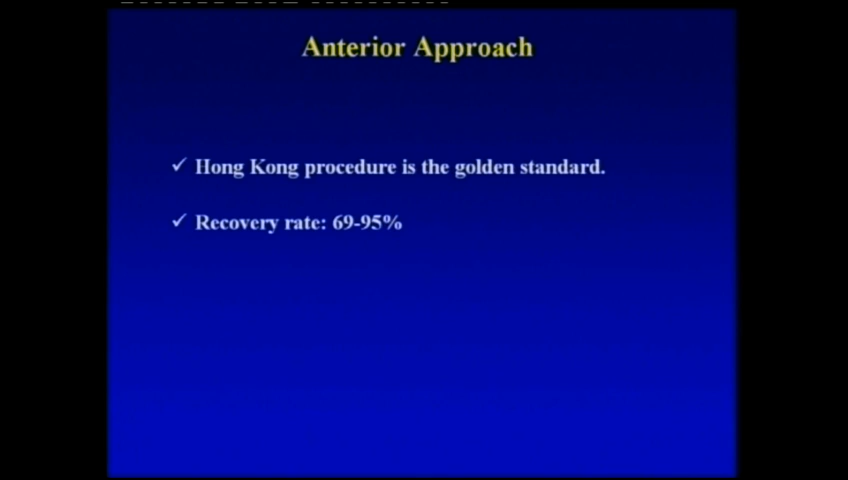 Anterior Approach
✓ Hong Kong procedure is the golden standard.
✓ Recovery rate: 69-95%